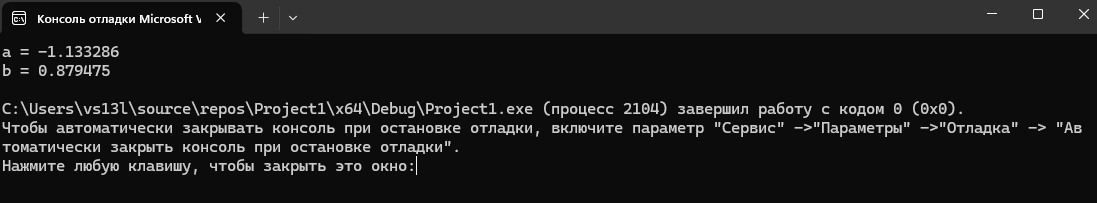 Консоль отладки Microsoft V
a = -1.133286
b = 0.879475
C:\Users\vs13l\source\repos\Project1\x64\Debug\Project1.exe (процесс 2104) завершил работу с кодом 0 (0x0).
Чтобы автоматически закрывать консоль при остановке отладки, включите параметр "Сервис" ->"Параметры" ->"Отладка" -> "Ав
томатически закрыть консоль при остановке отладки".
Нажмите любую клавишу, чтобы закрыть это окно: